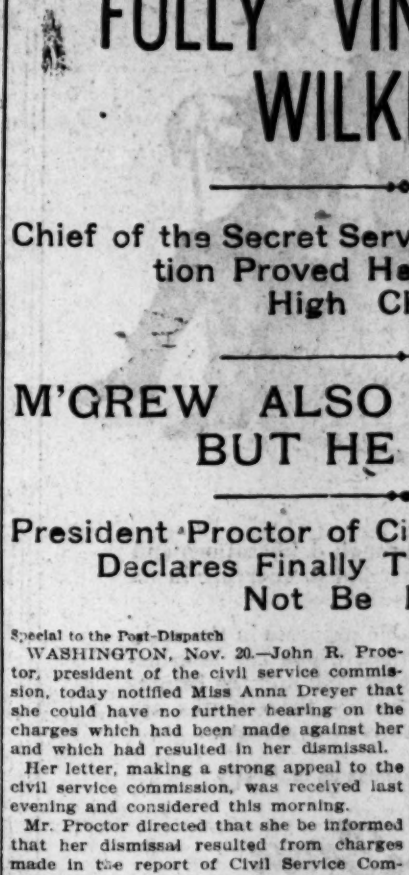 FULLY VIN
WILK
Chief of the Secret Serv
tion Proved He
High Cl
M'GREW ALSO
BUT HE
President Proctor of Ci
Declares Finally T
Not Be
Special to the Post-Dispatch
WASHINGTON, Nov. 20.—John R. Proc-
tor, president of the civil service commis-
sion, today notified Miss Anna Dreyer that
she could have no further hearing on the
charges which had been made against her
and which had resulted in her dismissal.
Her letter, making a strong appeal to the
civil service commission, was received last
evening and considered this morning.
Mr. Proctor directed that she be informed
that her dismissal resulted from charges
made in the report of Civil Service Com-